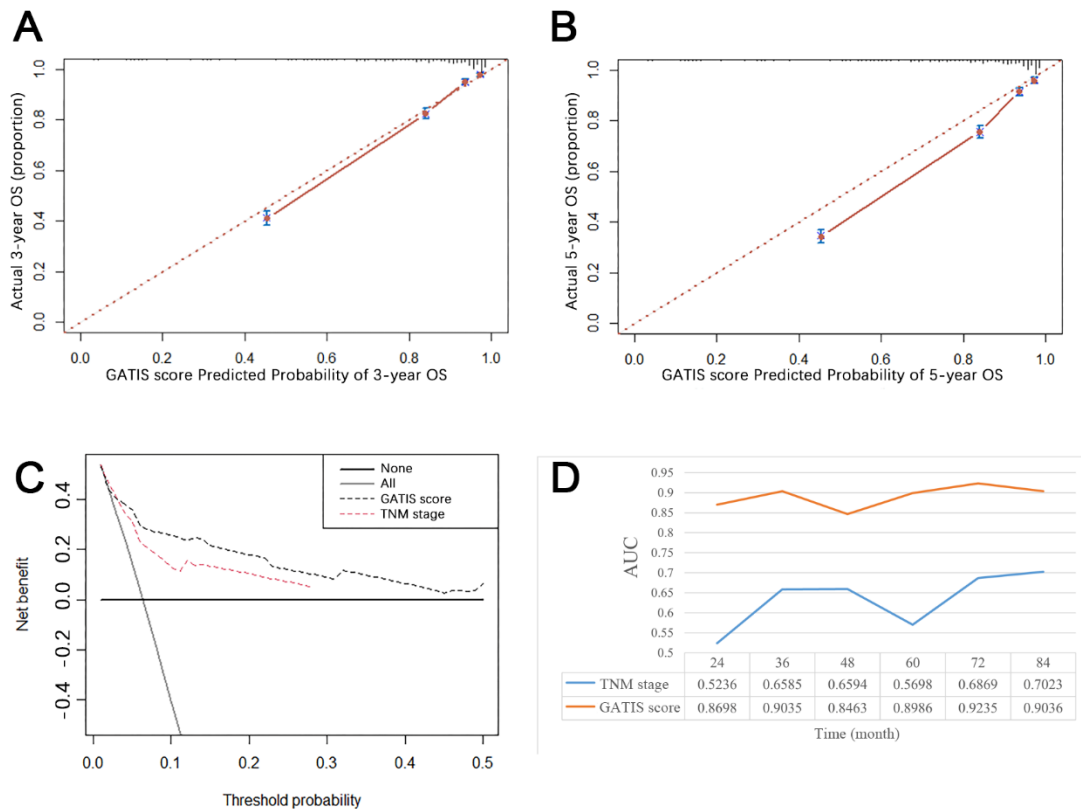 A
Actual 3-year OS (proportion)
0.0 0.2 0.4 0.6 0.8 1.0
0.0 0.2 0.4 0.6 0.8 1.0
GATIS score Predicted Probability of 3-year OS
B
Actual 5-year OS (proportion)
0.0 0.2 0.4 0.6 0.8 1.0
0.0 0.2 0.4 0.6 0.8 1.0
GATIS score Predicted Probability of 5-year OS
C
None
All
GATIS score
TNM stage
Net benefit
-0.4 -0.2 0.0 0.2 0.4
0.0 0.1 0.2 0.3 0.4 0.5
Threshold probability
D
AUC
0.95
0.9
0.85
0.8
0.75
0.7
0.65
0.6
0.55
0.5
24 36 48 60 72 84
TNM stage 0.5236 0.6585 0.6594 0.5698 0.6869 0.7023
GATIS score 0.8698 0.9035 0.8463 0.8986 0.9235 0.9036
Time (month)